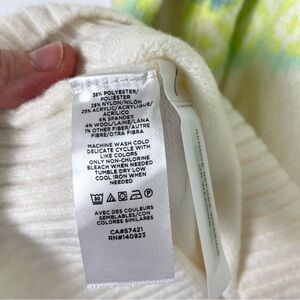 38% POLYESTER/
POLIÉSTER
28% NYLON/NILÓN
25% ACRYLIC/ACRYLIQUE/
ACRÍLICO
4% SPANDEX
4% WOOL/LAINE/LANA
1% OTHER FIBER/AUTRE
FIBRE/OTRA FIBRA
MACHINE WASH COLD
DELICATE CYCLE WITH
LIKE COLORS
ONLY NON-CHLORINE
BLEACH WHEN NEEDED
TUMBLE DRY LOW
COOL IRON WHEN
NEEDED
AVEC DES COULEURS
SEMBLABLES/CON
COLORES SIMILARES
CA#57421
RN#140923